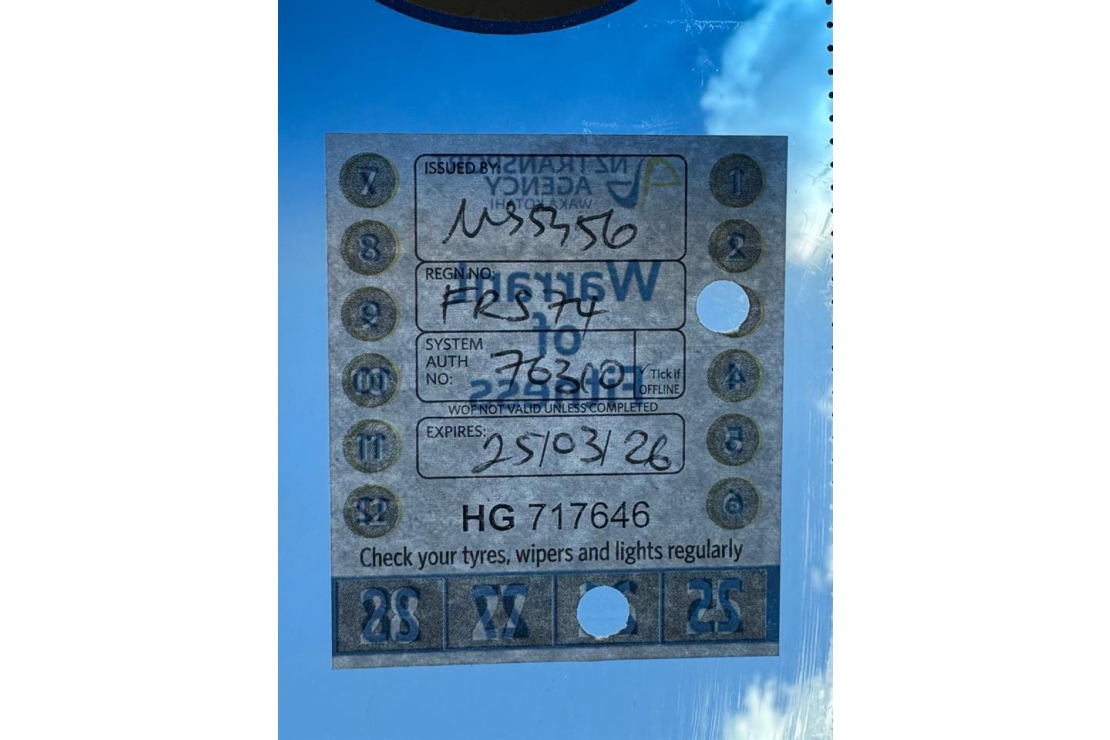 ISSUED BY:
NZ TRANSPORT
AGENCY
WAKA KOTAHI
REGN NO:
FRS74
Warrant
of
Fitness
SYSTEM
AUTH
NO:
76310
Tick if
OFFLINE
WOF NOT VALID UNLESS COMPLETED
EXPIRES:
25/03/26
HG 717646
Check your tyres, wipers and lights regularly
7
8
9
10
11
12
1
2
4
5
6
28
27
25